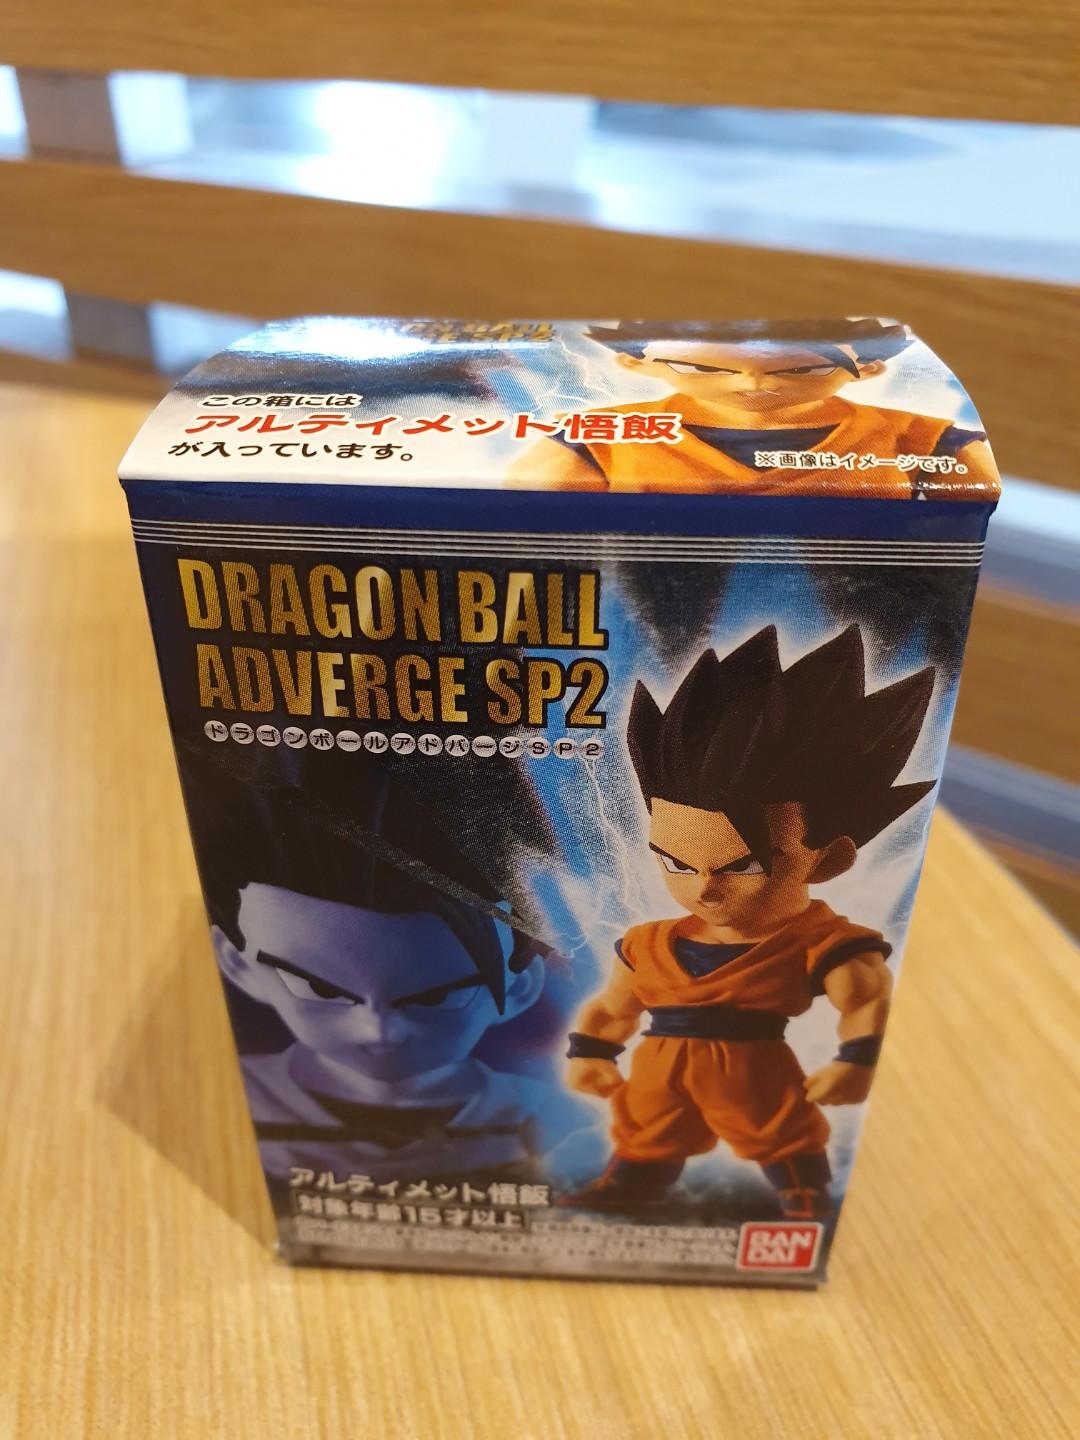 この箱には
アルティメット悟飯
が入っています。
※画像はイメージです。
DRAGON BALL
ADVERGE SP2
ドラゴンボールアドバージSP2
アルティメット悟飯
対象年齢15才以上
BAN
DAI